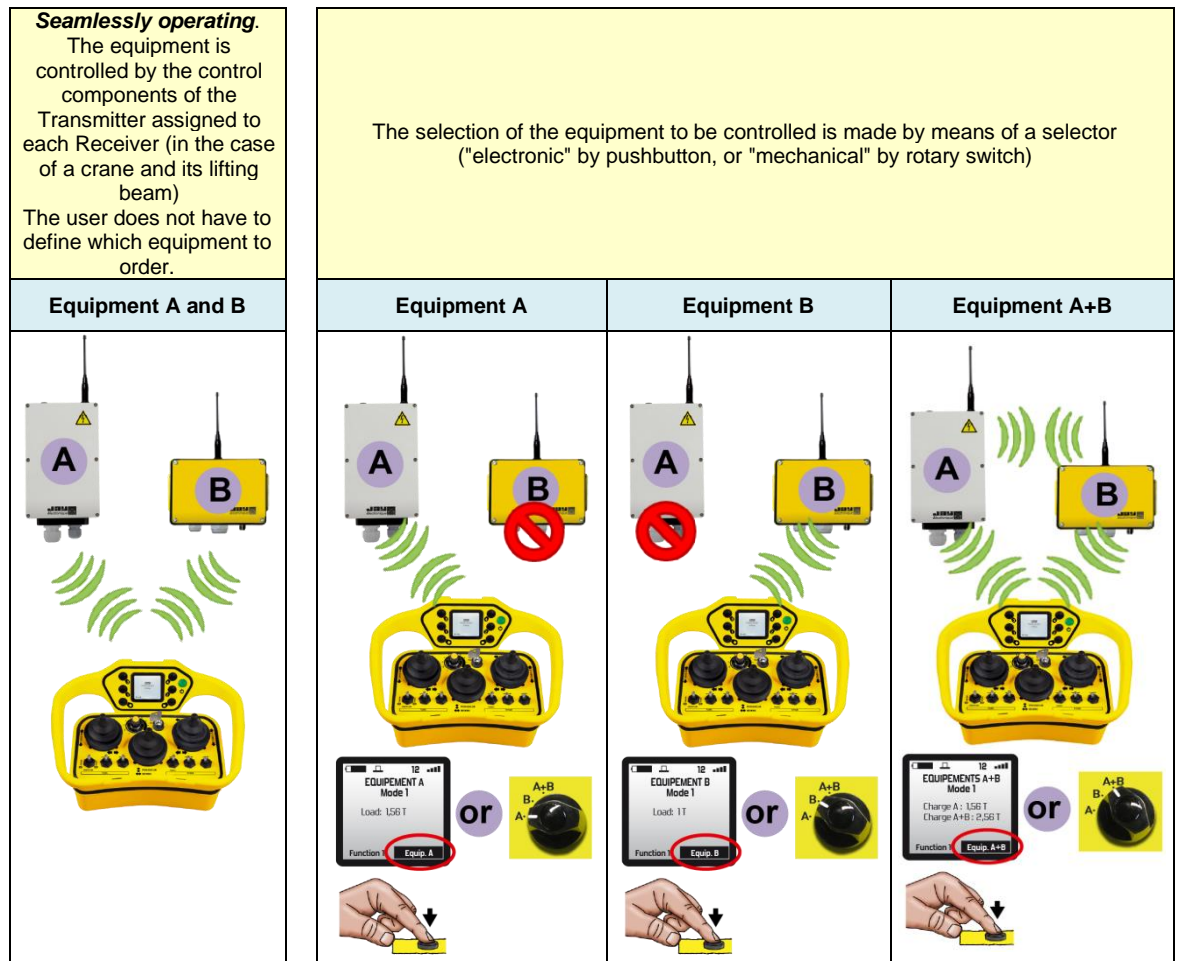 Seamlessly operating.
The equipment is
controlled by the control
components of the
Transmitter assigned to
each Receiver (in the case
of a crane and its lifting
beam)
The user does not have to
define which equipment to
order.
The selection of the equipment to be controlled is made by means of a selector
("electronic" by pushbutton, or "mechanical" by rotary switch)
Equipment A and B
Equipment A
Equipment B
Equipment A+B
A
B
A
B
A
B
A
B
12
EQUIPEMENT A
Mode 1
Load: 1,56 T
Function 1
Equip. A
or
A+B
B
A
12
EQUIPEMENT B
Mode 1
Load: 1 T
Function 1
Equip. B
or
A+B
B
A
12
EQUIPEMENTS A+B
Mode 1
Charge A : 1,56 T
Charge A+B : 2,56 T
Function 1
Equip. A+B
or
A+B
B
A